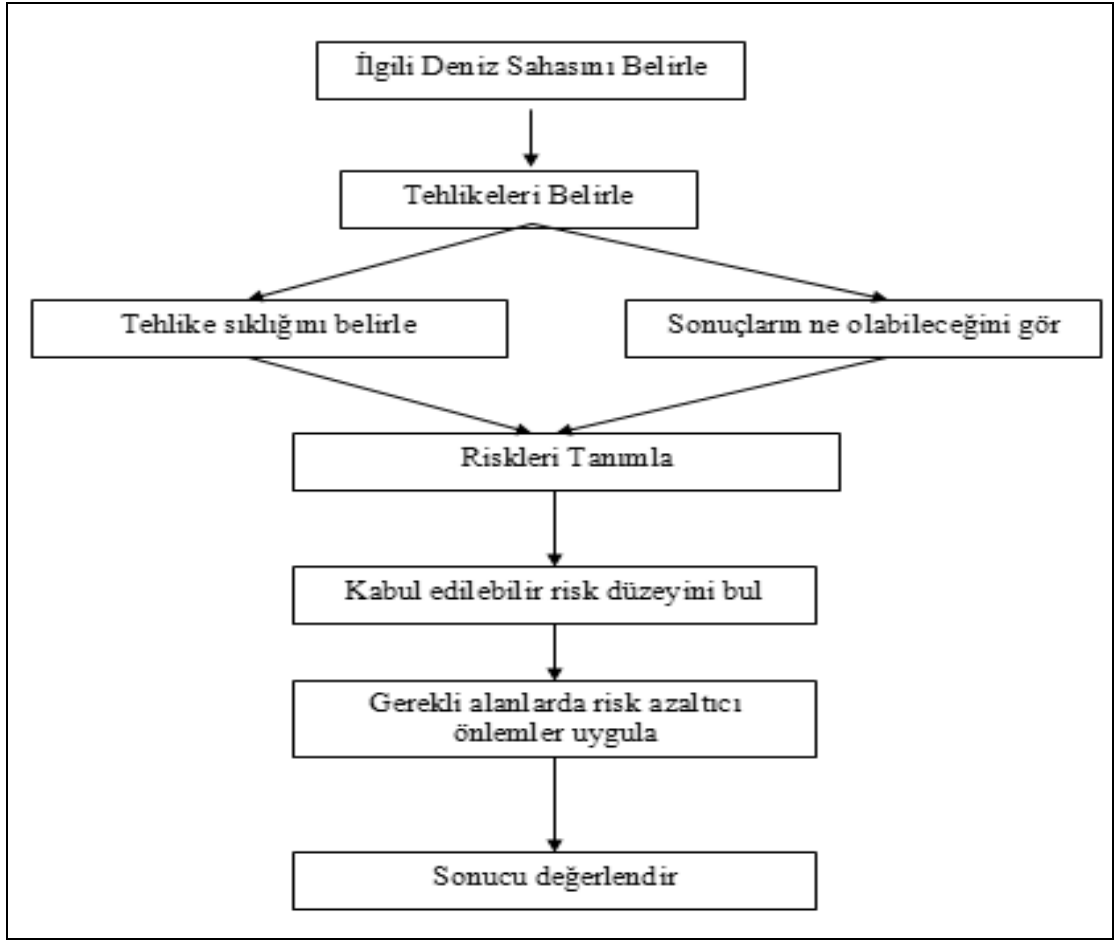 İlgili Deniz Sahasını Belirle
Tehlikeleri Belirle
Tehlike sıklığını belirle
Sonuçların ne olabileceğini gör
Riskleri Tanımla
Kabul edilebilir risk düzeyini bul
Gerekli alanlarda risk azaltıcı
önlemler uygula
Sonucu değerlendir